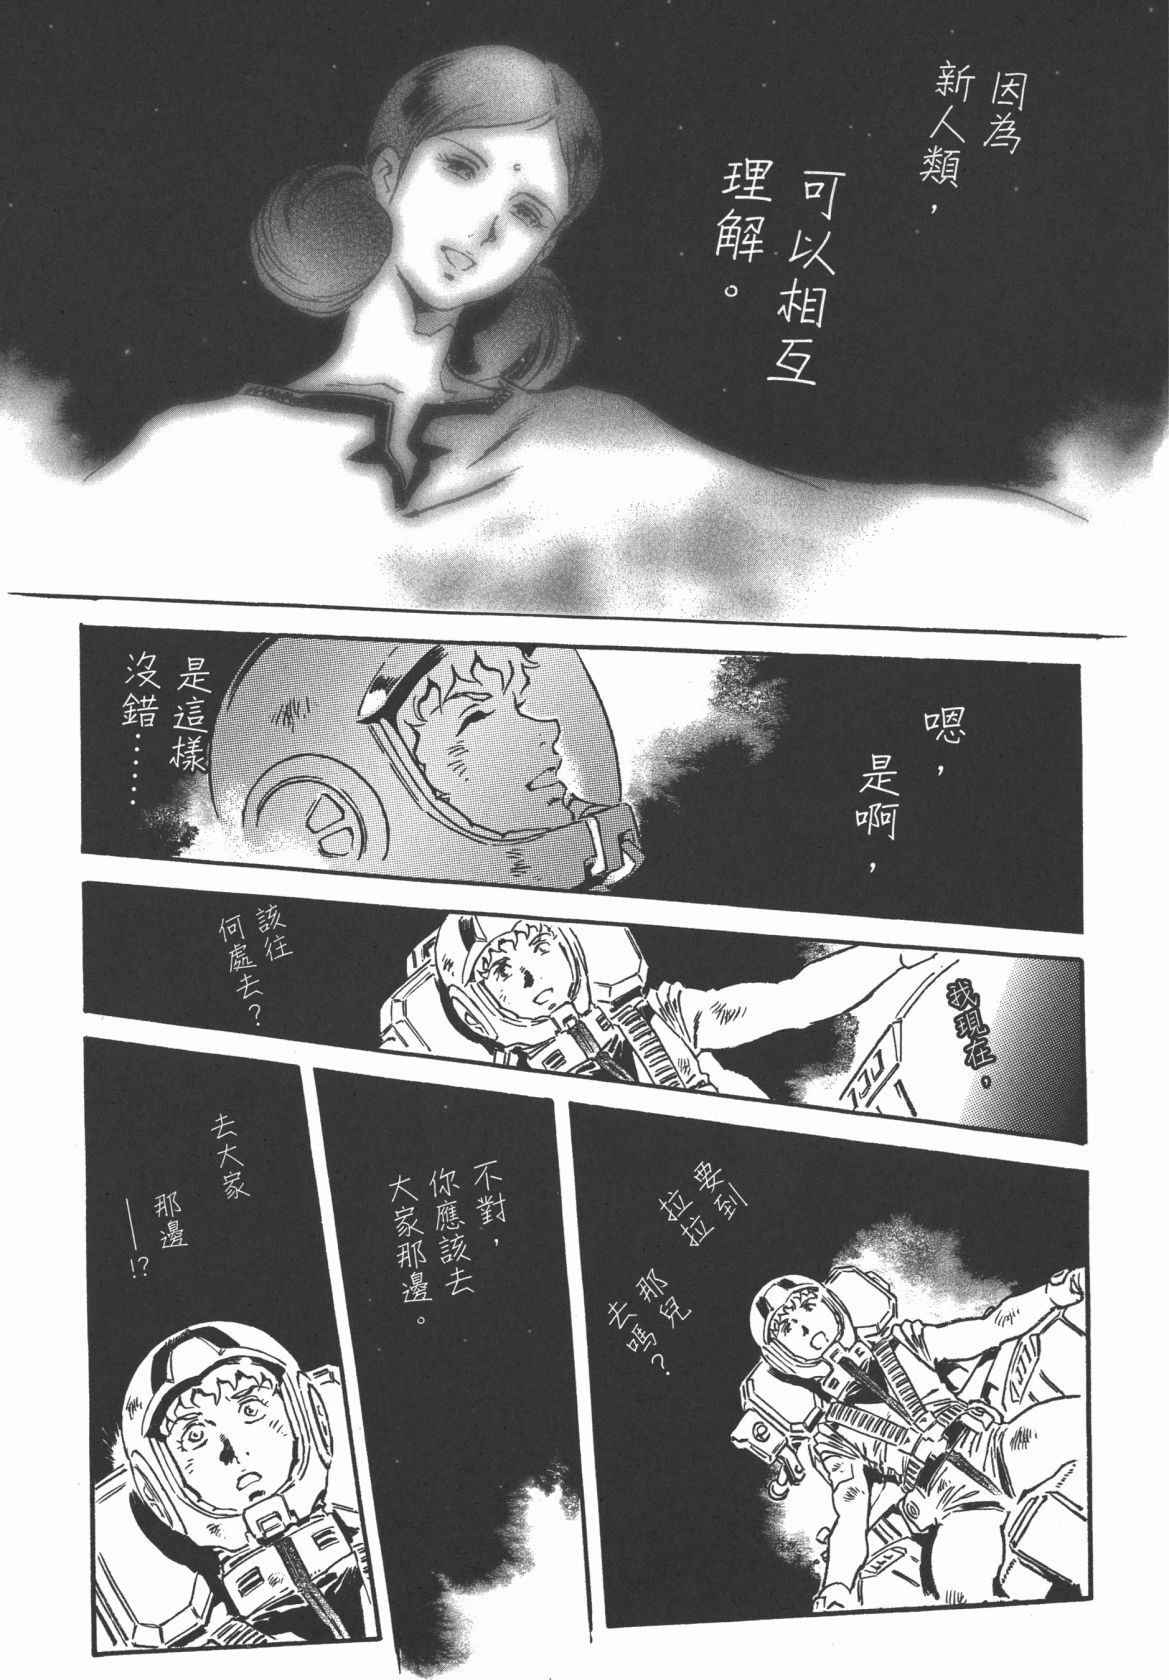 因為
新人類，
可以相互
理解。
嗯，
是啊，
是這樣
沒錯……
我現在，
該往
何處去？
要到
拉拉
那兒
去嗎？
不對，
你應該去
大家那邊。
去大家
那邊
——!?